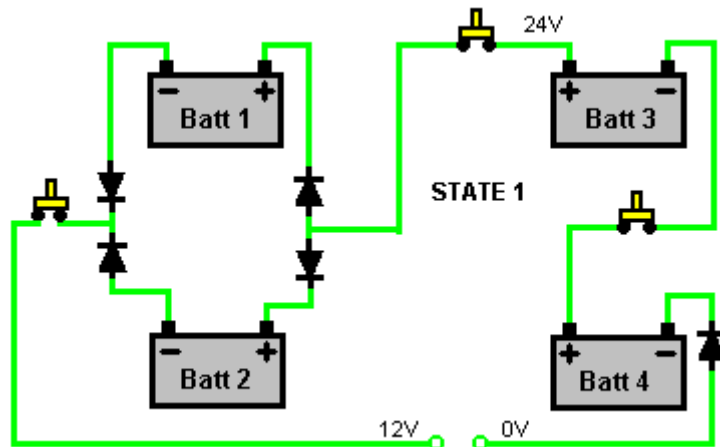 24V
− +
Batt 1
+ −
Batt 3
STATE 1
− +
Batt 2
+ −
Batt 4
12V 0V